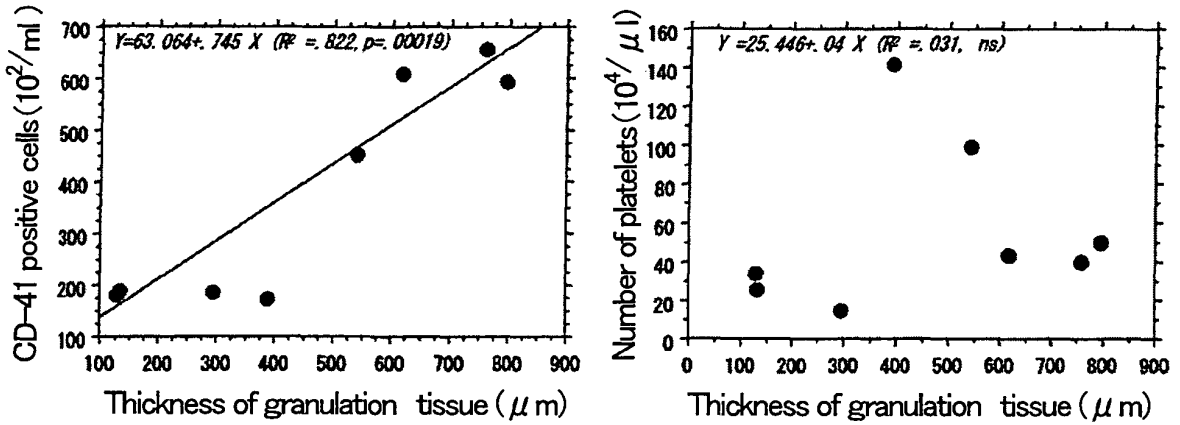 CD-41 positive cells (10²/ml)
Y=63.064+.745 X (R² =.822, p=.00019)
700
600
500
400
300
200
100
100 200 300 400 500 600 700 800 900
Thickness of granulation tissue (μm)
Number of platelets (10⁴/μl)
Y =25.446+.04 X (R² =.031, ns)
160
140
120
100
80
60
40
20
0
0 100 200 300 400 500 600 700 800 900
Thickness of granulation tissue (μm)